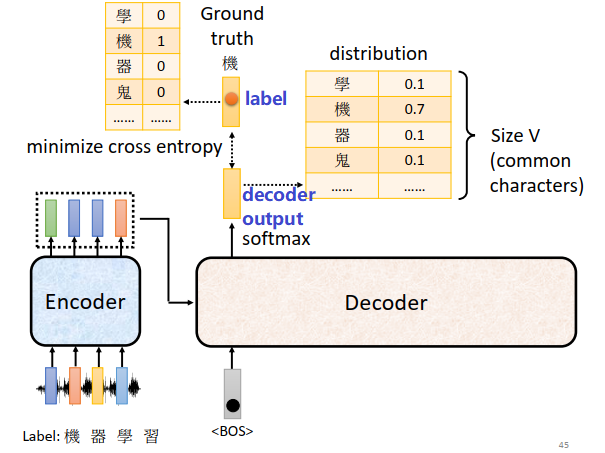 學 0
機 1
器 0
鬼 0
...... ......
Ground
truth
機
label
minimize cross entropy
distribution
學 0.1
機 0.7
器 0.1
鬼 0.1
...... ......
Size V
(common
characters)
decoder
output
softmax
Encoder
Decoder
<BOS>
Label: 機 器 學 習
45